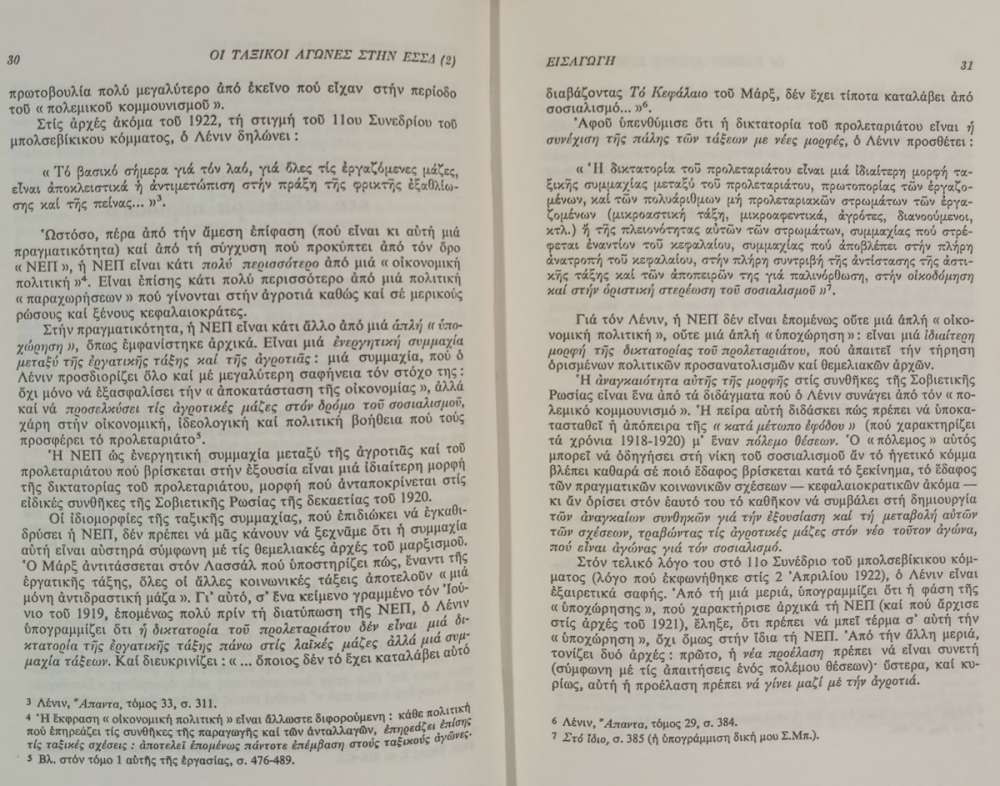 30
ΟΙ ΤΑΞΙΚΟΙ ΑΓΩΝΕΣ ΣΤΗΝ ΕΣΣΔ (2)
πρωτοβουλία πολύ μεγαλύτερο ἀπό ἐκεῖνο πού εἶχαν στήν περίοδο
τοῦ « πολεμικοῦ κομμουνισμοῦ ».
Στίς ἀρχές ἀκόμα τοῦ 1922, τή στιγμή τοῦ 11ου Συνεδρίου τοῦ
μπολσεβίκικου κόμματος, ὁ Λένιν δηλώνει :
« Τό βασικό σήμερα γιά τόν λαό, γιά ὅλες τίς ἐργαζόμενες μάζες,
εἶναι ἀποκλειστικά ἡ ἀντιμετώπιση στήν πράξη τῆς φρικτῆς ἐξαθλίω-
σης καί τῆς πείνας... »³.
Ὡστόσο, πέρα ἀπό τήν ἄμεση ἐπίφαση (πού εἶναι κι αὐτή μιά
πραγματικότητα) καί ἀπό τή σύγχυση πού προκύπτει ἀπό τόν ὅρο
« ΝΕΠ », ἡ ΝΕΠ εἶναι κάτι πολύ περισσότερο ἀπό μιά « οἰκονομική
πολιτική »⁴. Εἶναι ἐπίσης κάτι πολύ περισσότερο ἀπό μιά πολιτική
« παραχωρήσεων » πού γίνονται στήν ἀγροτιά καθώς καί σέ μερικούς
ρώσους καί ξένους κεφαλαιοκράτες.
Στήν πραγματικότητα, ἡ ΝΕΠ εἶναι κάτι ἄλλο ἀπό μιά ἁπλή « ὑπο-
χώρηση », ὅπως ἐμφανίστηκε ἀρχικά. Εἶναι μιά ἐνεργητική συμμαχία
μεταξύ τῆς ἐργατικῆς τάξης καί τῆς ἀγροτιᾶς : μιά συμμαχία, πού ὁ
Λένιν προσδιορίζει ὅλο καί μέ μεγαλύτερη σαφήνεια τόν στόχο της :
ὄχι μόνο νά ἐξασφαλίσει τήν « ἀποκατάσταση τῆς οἰκονομίας », ἀλλά
καί νά προσελκύσει τίς ἀγροτικές μάζες στόν δρόμο τοῦ σοσιαλισμοῦ,
χάρη στήν οἰκονομική, ἰδεολογική καί πολιτική βοήθεια πού τούς
προσφέρει τό προλεταριάτο⁵.
Ἡ ΝΕΠ ὡς ἐνεργητική συμμαχία μεταξύ τῆς ἀγροτιᾶς καί τοῦ
προλεταριάτου πού βρίσκεται στήν ἐξουσία εἶναι μιά ἰδιαίτερη μορφή
τῆς δικτατορίας τοῦ προλεταριάτου, μορφή πού ἀνταποκρίνεται στίς
εἰδικές συνθῆκες τῆς Σοβιετικῆς Ρωσίας τῆς δεκαετίας τοῦ 1920.
Οἱ ἰδιομορφίες τῆς ταξικῆς συμμαχίας, πού ἐπιδιώκει νά ἐγκαθι-
δρύσει ἡ ΝΕΠ, δέν πρέπει νά μᾶς κάνουν νά ξεχνᾶμε ὅτι ἡ συμμαχία
αὐτή εἶναι αὐστηρά σύμφωνη μέ τίς θεμελιακές ἀρχές τοῦ μαρξισμοῦ.
Ὁ Μάρξ ἀντιτάσσεται στόν Λασσάλ πού ὑποστηρίζει πώς, ἔναντι τῆς
ἐργατικῆς τάξης, ὅλες οἱ ἄλλες κοινωνικές τάξεις ἀποτελοῦν « μιά
μόνη ἀντιδραστική μάζα ». Γι' αὐτό, σ' ἕνα κείμενο γραμμένο τόν Ἰού-
νιο τοῦ 1919, ἑπομένως πολύ πρίν τή διατύπωση τῆς ΝΕΠ, ὁ Λένιν
ὑπογραμμίζει ὅτι ἡ δικτατορία τοῦ προλεταριάτου δέν εἶναι μιά δι-
κτατορία τῆς ἐργατικῆς τάξης πάνω στίς λαϊκές μάζες ἀλλά μιά συμ-
μαχία τάξεων. Καί διευκρινίζει : « ... ὅποιος δέν τό ἔχει καταλάβει αὐτό
3 Λένιν, Ἅπαντα, τόμος 33, σ. 311.
4 Ἡ ἔκφραση « οἰκονομική πολιτική » εἶναι ἄλλωστε διφορούμενη : κάθε πολιτική
πού ἐπηρεάζει τίς συνθῆκες τῆς παραγωγῆς καί τῶν ἀνταλλαγῶν, ἐπηρεάζει ἐπίσης
τίς ταξικές σχέσεις : ἀποτελεῖ ἑπομένως πάντοτε ἐπέμβαση στούς ταξικούς ἀγῶνες.
5 Βλ. στόν τόμο 1 αὐτῆς τῆς ἐργασίας, σ. 476-489.
ΕΙΣΑΓΩΓΗ
31
διαβάζοντας Τό Κεφάλαιο τοῦ Μάρξ, δέν ἔχει τίποτα καταλάβει ἀπό
σοσιαλισμό... »⁶.
Ἀφοῦ ὑπενθυμίσει ὅτι ἡ δικτατορία τοῦ προλεταριάτου εἶναι ἡ
συνέχιση τῆς πάλης τῶν τάξεων μέ νέες μορφές, ὁ Λένιν προσθέτει :
« Ἡ δικτατορία τοῦ προλεταριάτου εἶναι μιά ἰδιαίτερη μορφή τα-
ξικῆς συμμαχίας μεταξύ τοῦ προλεταριάτου, πρωτοπορίας τῶν ἐργαζο-
μένων, καί τῶν πολυάριθμων μή προλεταριακῶν στρωμάτων τῶν ἐργα-
ζομένων (μικροαστική τάξη, μικροαφεντικά, ἀγρότες, διανοούμενοι,
κτλ.) ἤ τῆς πλειονότητας αὐτῶν τῶν στρωμάτων, συμμαχίας πού στρέ-
φεται ἐναντίον τοῦ κεφαλαίου, συμμαχίας πού ἀποβλέπει στήν πλήρη
ἀνατροπή τοῦ κεφαλαίου, στήν πλήρη συντριβή τῆς ἀντίστασης τῆς ἀστι-
κῆς τάξης καί τῶν ἀποπειρῶν της γιά παλινόρθωση, στήν οἰκοδόμηση
καί στήν ὁριστική στερέωση τοῦ σοσιαλισμοῦ »⁷.
Γιά τόν Λένιν, ἡ ΝΕΠ δέν εἶναι ἑπομένως οὔτε μιά ἁπλή « οἰκο-
νομική πολιτική », οὔτε μιά ἁπλή « ὑποχώρηση » : εἶναι μιά ἰδιαίτερη
μορφή τῆς δικτατορίας τοῦ προλεταριάτου, πού ἀπαιτεῖ τήν τήρηση
ὁρισμένων πολιτικῶν προσανατολισμῶν καί θεμελιακῶν ἀρχῶν.
Ἡ ἀναγκαιότητα αὐτῆς τῆς μορφῆς στίς συνθῆκες τῆς Σοβιετικῆς
Ρωσίας εἶναι ἕνα ἀπό τά διδάγματα πού ὁ Λένιν συνάγει ἀπό τόν « πο-
λεμικό κομμουνισμό ». Ἡ πείρα αὐτή διδάσκει πώς πρέπει νά ὑποκα-
τασταθεῖ ἡ ἀπόπειρα τῆς « κατά μέτωπο ἐφόδου » (πού χαρακτηρίζει
τά χρόνια 1918-1920) μ' ἕναν πόλεμο θέσεων. Ὁ « πόλεμος » αὐτός
μπορεῖ νά ὁδηγήσει στή νίκη τοῦ σοσιαλισμοῦ ἄν τό ἡγετικό κόμμα
βλέπει καθαρά σέ ποιό ἔδαφος βρίσκεται κατά τό ξεκίνημα, τό ἔδαφος
τῶν πραγματικῶν κοινωνικῶν σχέσεων — κεφαλαιοκρατικῶν ἀκόμα —
κι ἄν ὁρίσει στόν ἑαυτό του τό καθῆκον νά συμβάλει στή δημιουργία
τῶν ἀναγκαίων συνθηκῶν γιά τήν ἐξουσίαση καί τή μεταβολή αὐτῶν
τῶν σχέσεων, τραβώντας τίς ἀγροτικές μάζες στόν νέο τοῦτον ἀγώνα,
πού εἶναι ἀγώνας γιά τόν σοσιαλισμό.
Στόν τελικό λόγο του στό 11ο Συνέδριο τοῦ μπολσεβίκικου κόμ-
ματος (λόγο πού ἐκφωνήθηκε στίς 2 Ἀπριλίου 1922), ὁ Λένιν εἶναι
ἐξαιρετικά σαφής. Ἀπό τή μιά μεριά, ὑπογραμμίζει ὅτι ἡ φάση τῆς
« ὑποχώρησης », πού χαρακτήρισε ἀρχικά τή ΝΕΠ (καί πού ἄρχισε
στίς ἀρχές τοῦ 1921), ἔληξε, ὅτι πρέπει νά μπεῖ τέρμα σ' αὐτή τήν
« ὑποχώρηση », ὄχι ὅμως στήν ἴδια τή ΝΕΠ. Ἀπό τήν ἄλλη μεριά,
τονίζει δυό ἀρχές : πρῶτο, ἡ νέα προέλαση πρέπει νά εἶναι συνετή
(σύμφωνη μέ τίς ἀπαιτήσεις ἑνός πολέμου θέσεων)· ὕστερα, καί κυ-
ρίως, αὐτή ἡ προέλαση πρέπει νά γίνει μαζί μέ τήν ἀγροτιά.
6 Λένιν, Ἅπαντα, τόμος 29, σ. 384.
7 Στό ἴδιο, σ. 385 (ἡ ὑπογράμμιση δική μου Σ.Μπ.).